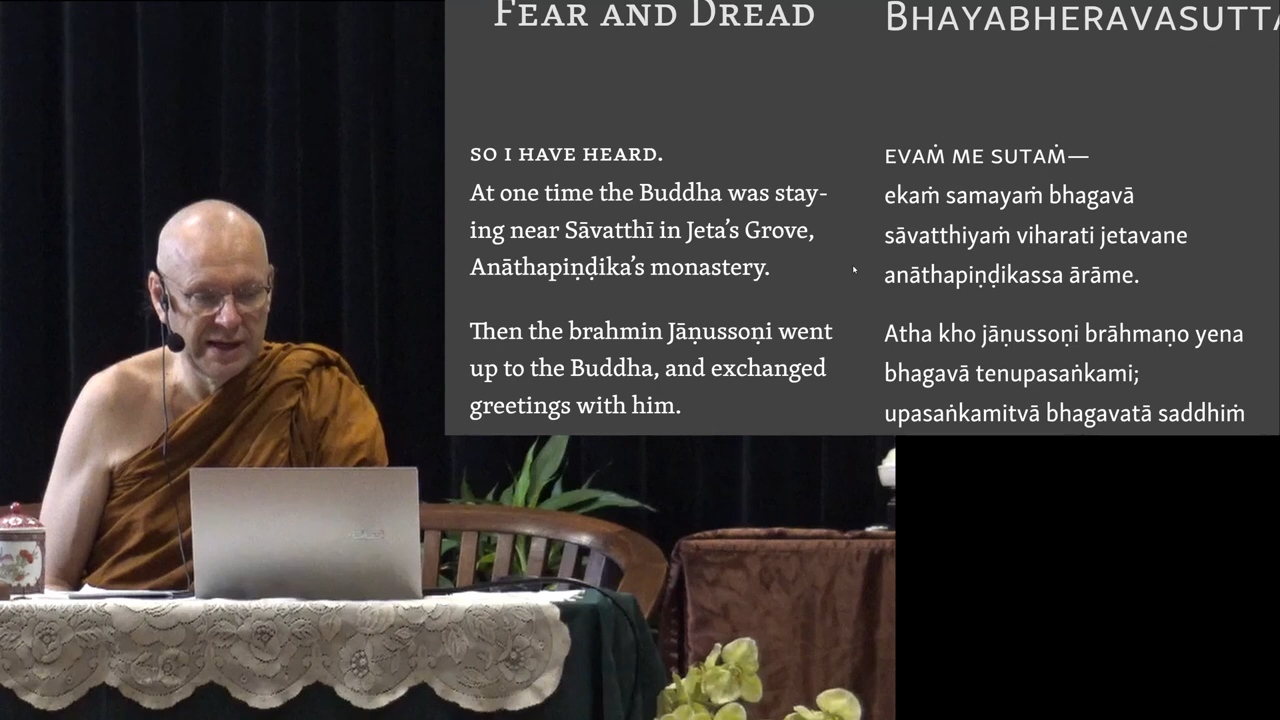 Fear and Dread
SO I HAVE HEARD.
At one time the Buddha was stay-
ing near Sāvatthī in Jeta’s Grove,
Anāthapiṇḍika’s monastery.
Then the brahmin Jāṇussoṇi went
up to the Buddha, and exchanged
greetings with him.
BHAYABHERAVASUTTA
EVAṀ ME SUTAṀ—
ekaṁ samayaṁ bhagavā
sāvatthiyaṁ viharati jetavane
anāthapiṇḍikassa ārāme.
Atha kho jāṇussoṇi brāhmaṇo yena
bhagavā tenupasaṅkami;
upasaṅkamitvā bhagavatā saddhiṁ